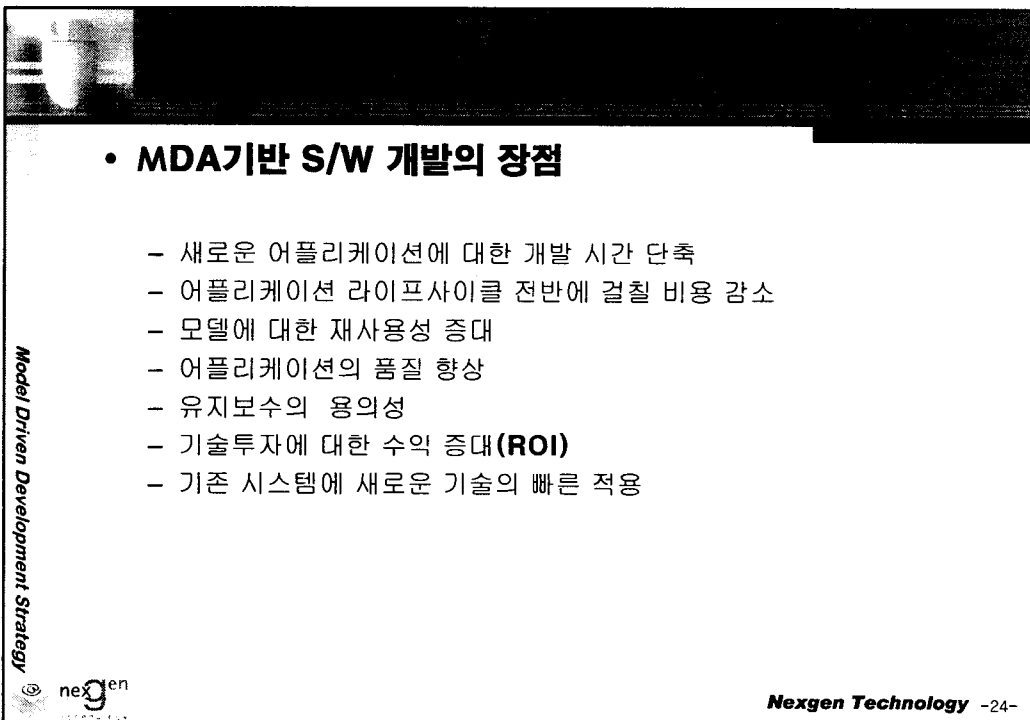 • MDA기반 S/W 개발의 장점
– 새로운 어플리케이션에 대한 개발 시간 단축
– 어플리케이션 라이프사이클 전반에 걸칠 비용 감소
– 모델에 대한 재사용성 증대
– 어플리케이션의 품질 향상
– 유지보수의 용의성
– 기술투자에 대한 수익 증대(ROI)
– 기존 시스템에 새로운 기술의 빠른 적용
Model Driven Development Strategy
nexgen
Nexgen Technology -24-